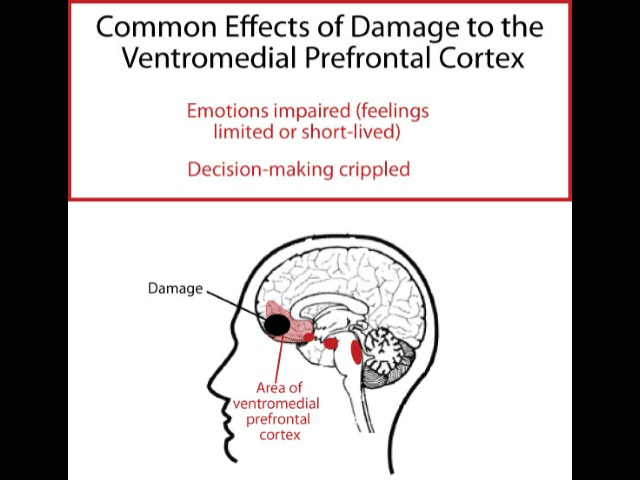 Common Effects of Damage to the
Ventromedial Prefrontal Cortex
Emotions impaired (feelings
limited or short-lived)
Decision-making crippled
Damage
Area of
ventromedial
prefrontal
cortex